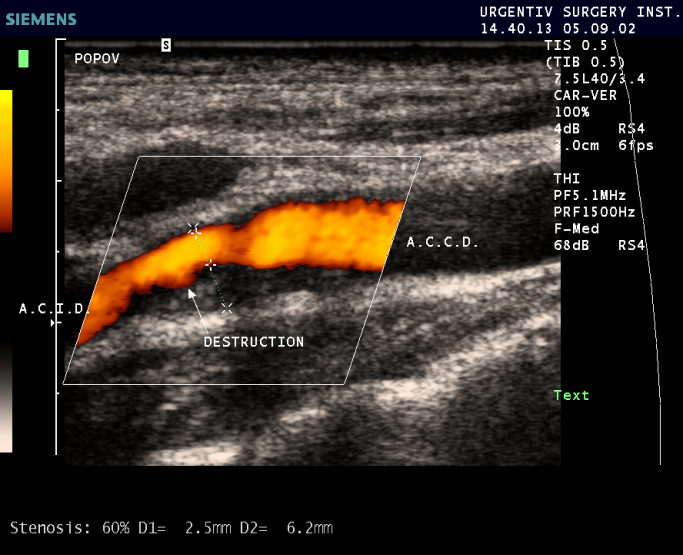 SIEMENS
URGENTIV SURGERY INST.
14.40.13 05.09.02
S
POPOV
TIS 0.5
(TIB 0.5)
7.5L40/3.4
CAR-VER
100%
4dB RS4
3.0cm 6fps
THI
PF5.1MHz
PRF1500Hz
F-Med
68dB RS4
A.C.C.D.
A.C.I.D.
DESTRUCTION
Text
Stenosis: 60% D1= 2.5mm D2= 6.2mm